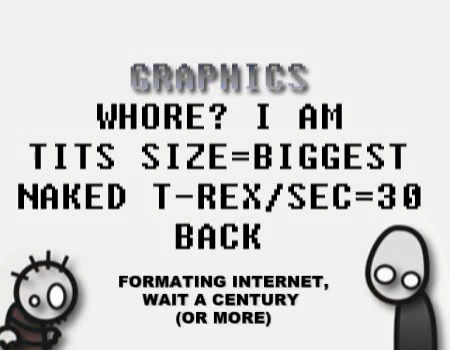 GRAPHICS
WHORE? I AM
TITS SIZE=BIGGEST
NAKED T-REX/SEC=30
BACK
FORMATING INTERNET,
WAIT A CENTURY
(OR MORE)